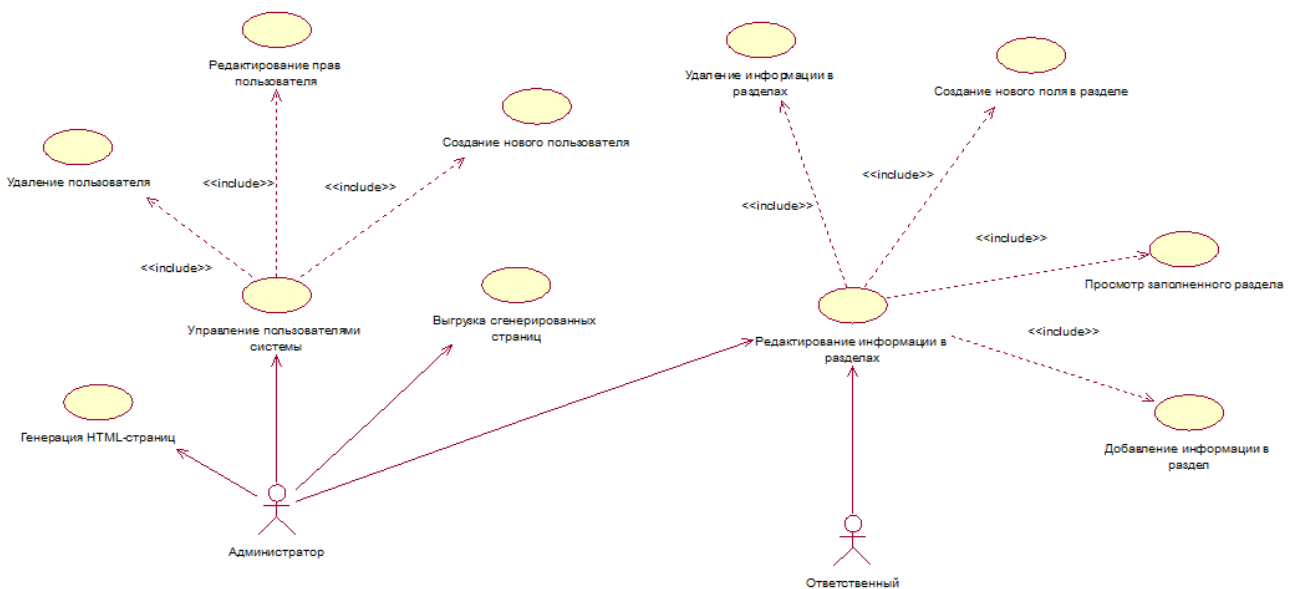 Редактирование прав
пользователя
Удаление информации в
разделах
Создание нового поля в разделе
Создание нового пользователя
Удаление пользователя
<<include>>
<<include>>
<<include>>
<<include>>
<<include>>
<<include>>
<<include>>
Просмотр заполненного раздела
Управление пользователями
системы
Выгрузка сгенерированных
страниц
Редактирование информации в
разделах
<<include>>
Генерация HTML-страниц
Добавление информации в
раздел
Администратор
Ответственный